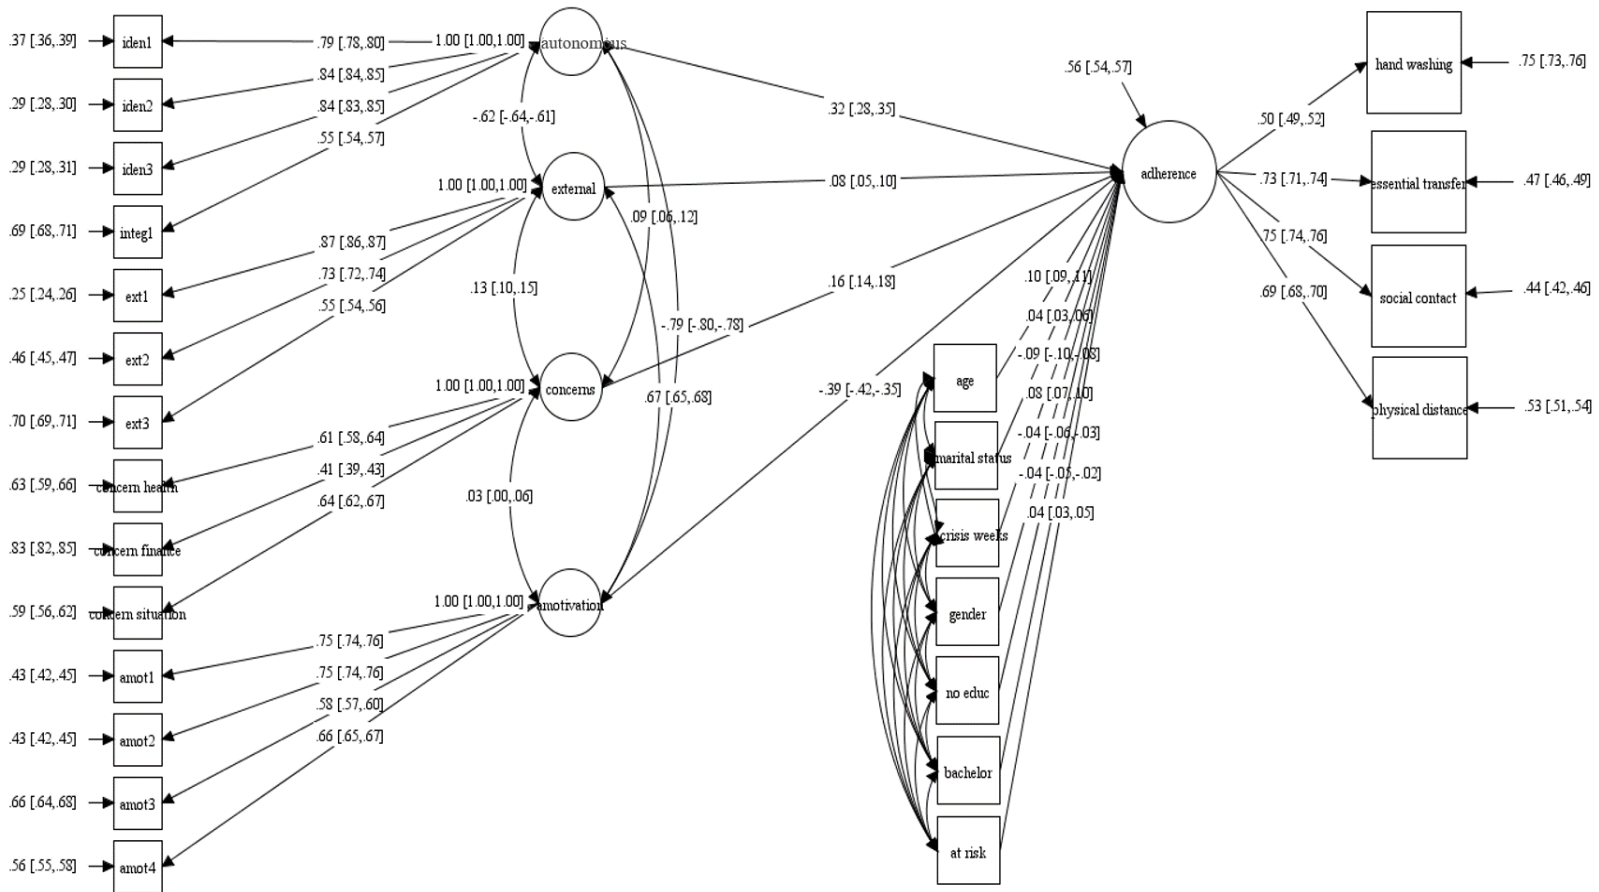 .37 [.36,.39]
iden1
.79 [.78,.80]
1.00 [1.00,1.00]
autonomous
.29 [.28,.30]
iden2
.84 [.84,.85]
.29 [.28,.31]
iden3
.84 [.83,.85]
.69 [.68,.71]
integ1
.55 [.54,.57]
-.62 [-.64,-.61]
1.00 [1.00,1.00]
external
.25 [.24,.26]
ext1
.87 [.86,.87]
.46 [.45,.47]
ext2
.73 [.72,.74]
.70 [.69,.71]
ext3
.55 [.54,.56]
.13 [.10,.15]
.09 [.06,.12]
1.00 [1.00,1.00]
concerns
.63 [.59,.66]
concern health
.61 [.58,.64]
.83 [.82,.85]
concern finance
.41 [.39,.43]
.59 [.56,.62]
concern situation
.64 [.62,.67]
.03 [.00,.06]
-.79 [-.80,-.78]
.67 [.65,.68]
1.00 [1.00,1.00]
amotivation
.43 [.42,.45]
amot1
.75 [.74,.76]
.43 [.42,.45]
amot2
.75 [.74,.76]
.66 [.64,.68]
amot3
.58 [.57,.60]
.56 [.55,.58]
amot4
.66 [.65,.67]
.32 [.28,.35]
.08 [.05,.10]
.16 [.14,.18]
-.39 [-.42,-.35]
.56 [.54,.57]
adherence
.10 [.09,.11]
.04 [.03,.06]
-.09 [-.10,-.08]
.08 [.07,.10]
-.04 [-.06,-.03]
-.04 [-.05,-.02]
.04 [.03,.05]
age
marital status
crisis weeks
gender
no educ
bachelor
at risk
.50 [.49,.52]
hand washing
.75 [.73,.76]
.73 [.71,.74]
essential transfer
.47 [.46,.49]
.75 [.74,.76]
social contact
.44 [.42,.46]
.69 [.68,.70]
physical distance
.53 [.51,.54]